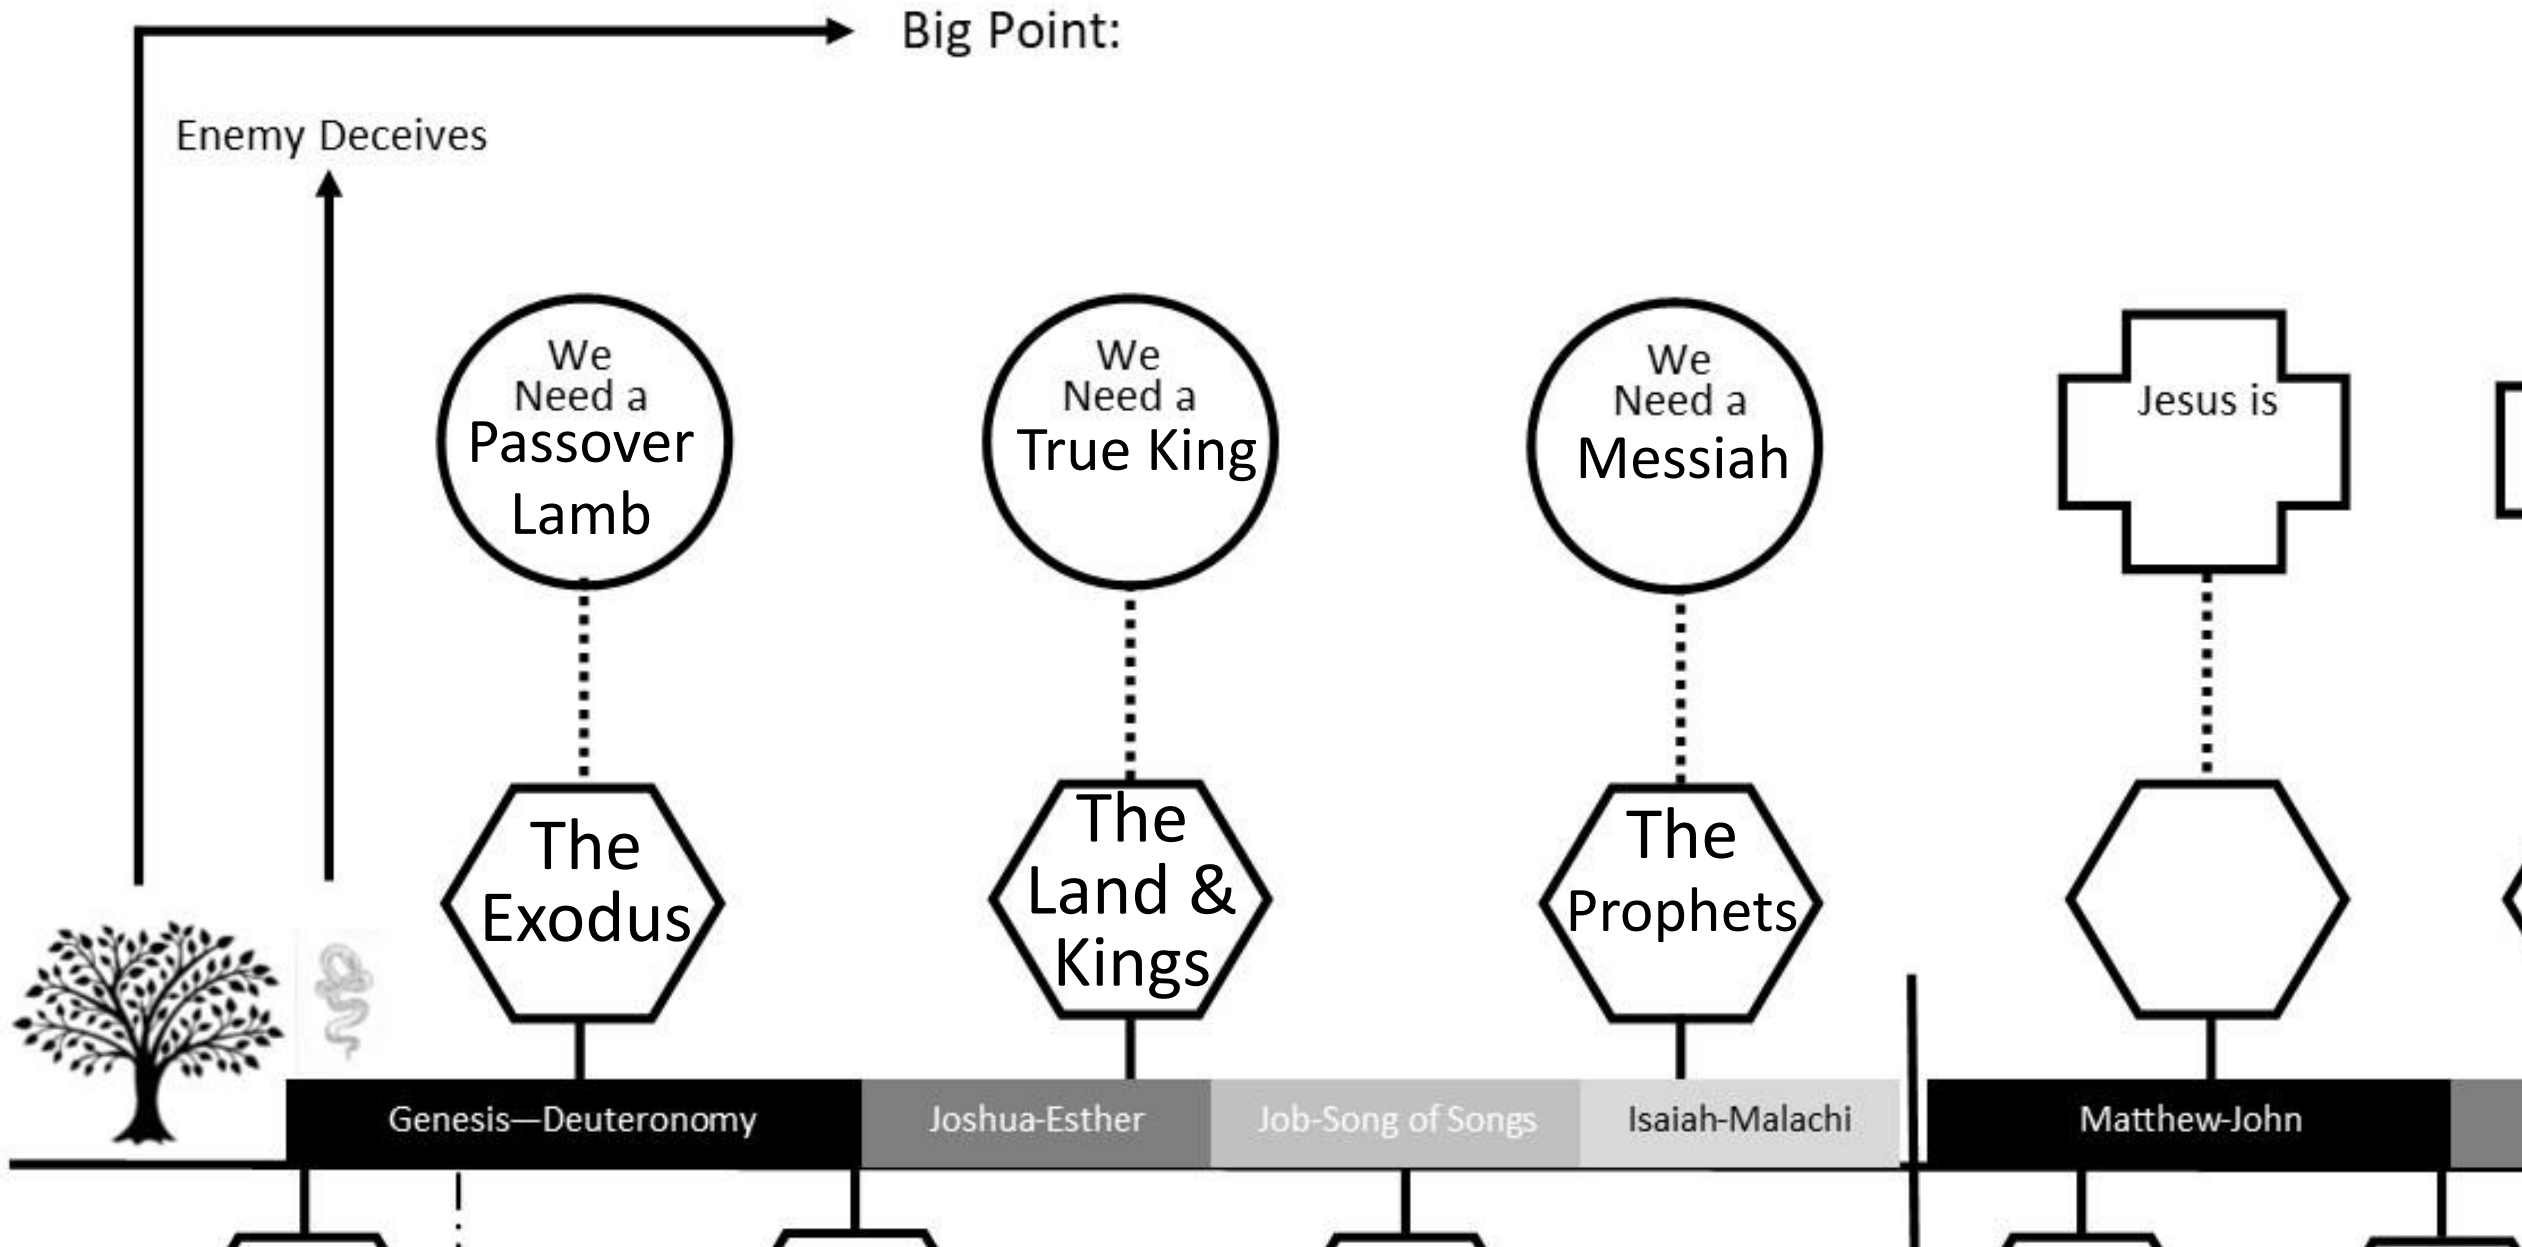 Big Point:
Enemy Deceives
We
Need a
Passover
Lamb
We
Need a
True King
We
Need a
Messiah
Jesus is
The
Exodus
The
Land &
Kings
The
Prophets
Genesis—Deuteronomy
Joshua-Esther
Job-Song of Songs
Isaiah-Malachi
Matthew-John